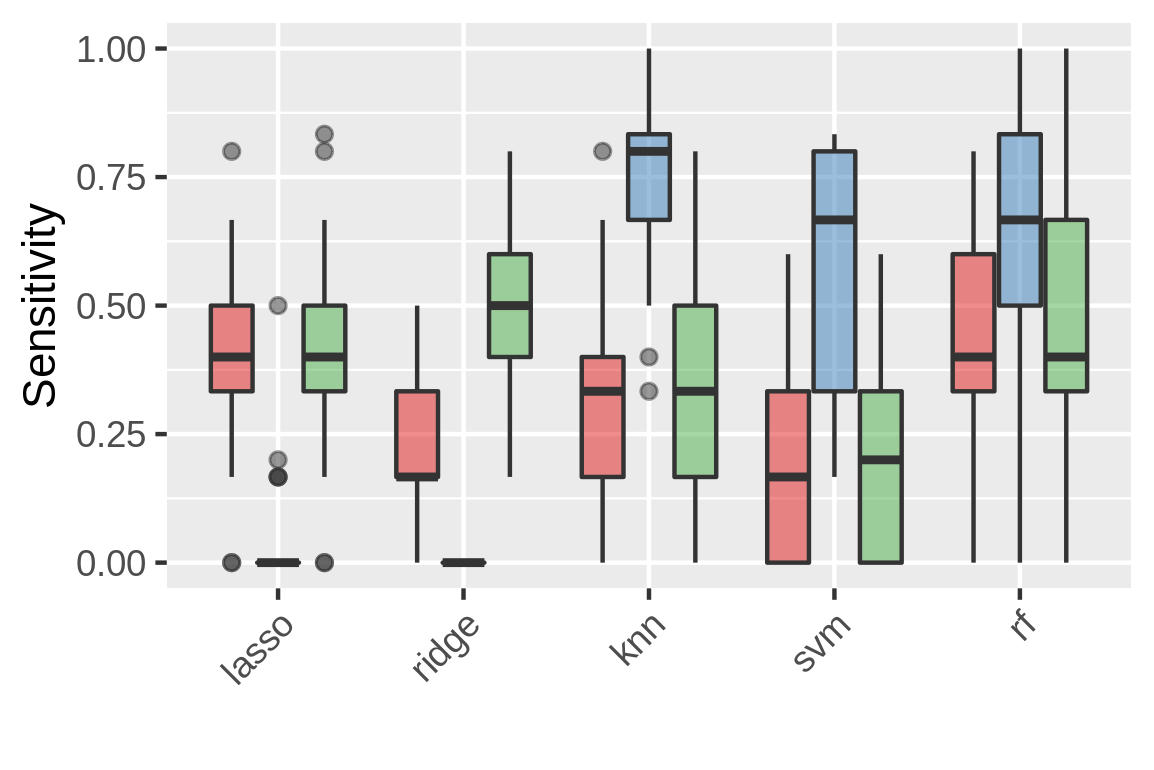 Sensitivity
1.00
0.75
0.50
0.25
0.00
lasso
ridge
knn
svm
rf